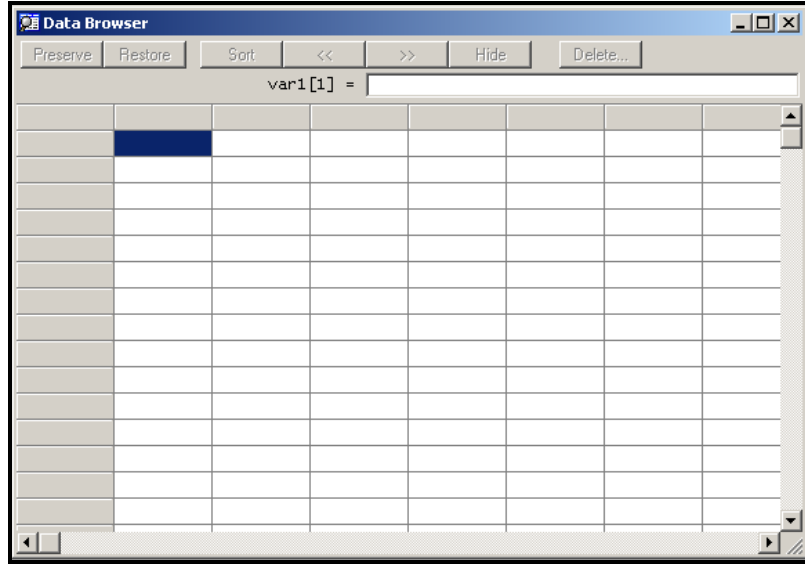 Data Browser
Preserve Restore Sort << >> Hide Delete...
var1[1] =